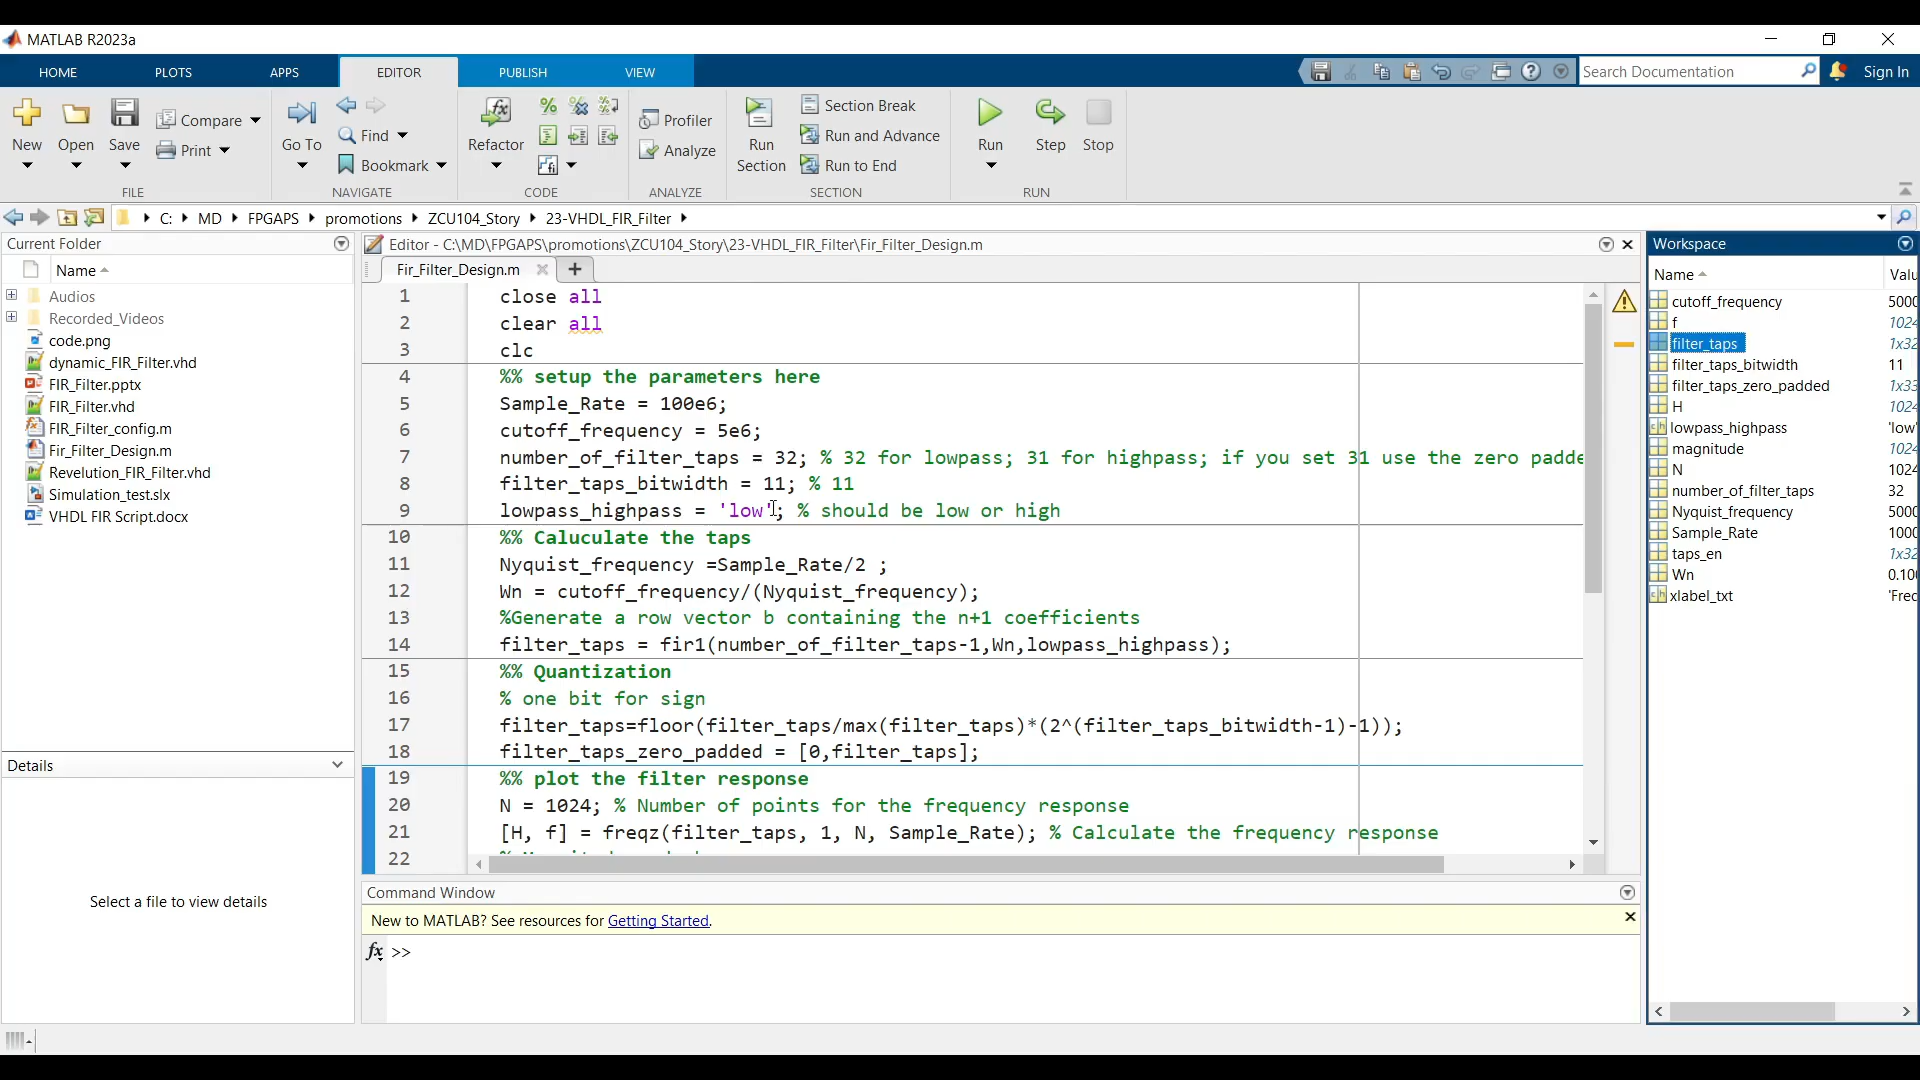 MATLAB R2023a
HOME PLOTS APPS EDITOR PUBLISH VIEW Search Documentation Sign In
New Open Save Compare Print Go To Find Bookmark Refactor Profiler Analyze Run Section Section Break Run and Advance Run to End Run Step Stop
FILE NAVIGATE CODE ANALYZE SECTION RUN
C: MD FPGAPS promotions ZCU104_Story 23-VHDL_FIR_Filter
Current Folder
Name
Audios
Recorded_Videos
code.png
dynamic_FIR_Filter.vhd
FIR_Filter.pptx
FIR_Filter.vhd
FIR_Filter_config.m
Fir_Filter_Design.m
Revelution_FIR_Filter.vhd
Simulation_test.slx
VHDL FIR Script.docx
Details
Select a file to view details
Editor - C:\MD\FPGAPS\promotions\ZCU104_Story\23-VHDL_FIR_Filter\Fir_Filter_Design.m
Fir_Filter_Design.m
1 close all
2 clear all
3 clc
4 %% setup the parameters here
5 Sample_Rate = 100e6;
6 cutoff_frequency = 5e6;
7 number_of_filter_taps = 32; % 32 for lowpass; 31 for highpass; if you set 31 use the zero padde
8 filter_taps_bitwidth = 11; % 11
9 lowpass_highpass = 'low'; % should be low or high
10 %% Caluculate the taps
11 Nyquist_frequency =Sample_Rate/2 ;
12 Wn = cutoff_frequency/(Nyquist_frequency);
13 %Generate a row vector b containing the n+1 coefficients
14 filter_taps = fir1(number_of_filter_taps-1,Wn,lowpass_highpass);
15 %% Quantization
16 % one bit for sign
17 filter_taps=floor(filter_taps/max(filter_taps)*(2^(filter_taps_bitwidth-1)-1));
18 filter_taps_zero_padded = [0,filter_taps];
19 %% plot the filter response
20 N = 1024; % Number of points for the frequency response
21 [H, f] = freqz(filter_taps, 1, N, Sample_Rate); % Calculate the frequency response
22
Command Window
New to MATLAB? See resources for Getting Started.
fx >>
Workspace
Name Valu
cutoff_frequency 5000
f 1024
filter_taps 1x32
filter_taps_bitwidth 11
filter_taps_zero_padded 1x33
H 1024
lowpass_highpass 'low'
magnitude 1024
N 1024
number_of_filter_taps 32
Nyquist_frequency 5000
Sample_Rate 1000
taps_en 1x32
Wn 0.100
xlabel_txt 'Frec